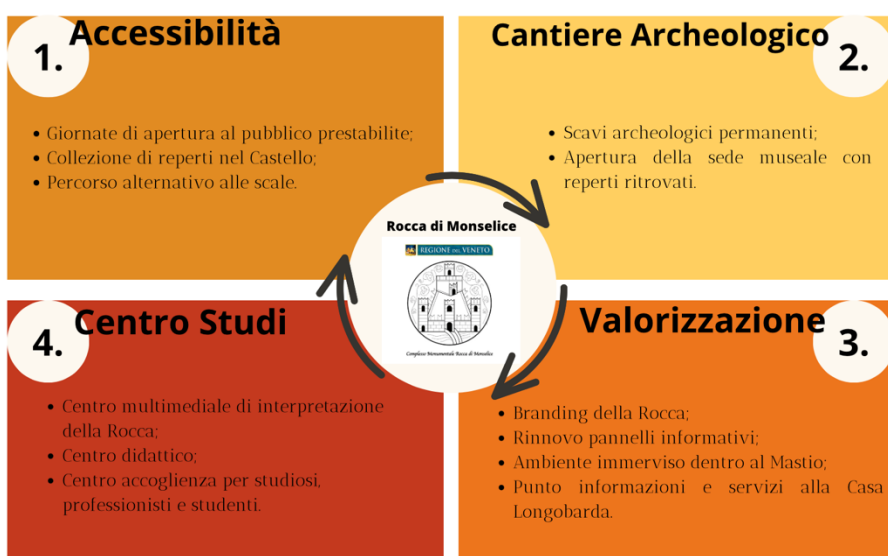 1.
Accessibilità
• Giornate di apertura al pubblico prestabilite;
• Collezione di reperti nel Castello;
• Percorso alternativo alle scale.
Cantiere Archeologico
2.
• Scavi archeologici permanenti;
• Apertura della sede museale con
reperti ritrovati.
Rocca di Monselice
REGIONE DEL VENETO
Complesso Monumentale Rocca di Monselice
4.
Centro Studi
• Centro multimediale di interpretazione
della Rocca;
• Centro didattico;
• Centro accoglienza per studiosi,
professionisti e studenti.
Valorizzazione
3.
• Branding della Rocca;
• Rinnovo pannelli informativi;
• Ambiente immerviso dentro al Mastio;
• Punto informazioni e servizi alla Casa
Longobarda.